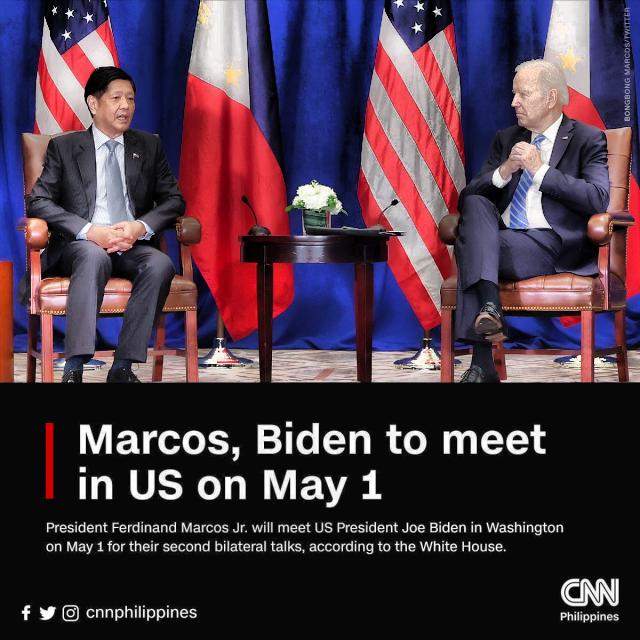 BONGBONG MARCOS/TWITTER
Marcos, Biden to meet
in US on May 1
President Ferdinand Marcos Jr. will meet US President Joe Biden in Washington
on May 1 for their second bilateral talks, according to the White House.
CNN
Philippines
cnnphilippines